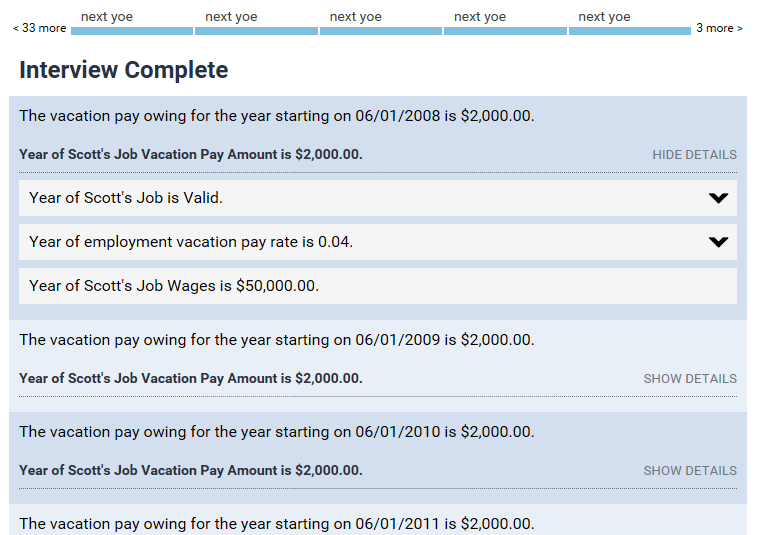 < 33 more next yoe next yoe next yoe next yoe next yoe 3 more >
Interview Complete
The vacation pay owing for the year starting on 06/01/2008 is $2,000.00.
Year of Scott's Job Vacation Pay Amount is $2,000.00. HIDE DETAILS
Year of Scott's Job is Valid.
Year of employment vacation pay rate is 0.04.
Year of Scott's Job Wages is $50,000.00.
The vacation pay owing for the year starting on 06/01/2009 is $2,000.00.
Year of Scott's Job Vacation Pay Amount is $2,000.00. SHOW DETAILS
The vacation pay owing for the year starting on 06/01/2010 is $2,000.00.
Year of Scott's Job Vacation Pay Amount is $2,000.00. SHOW DETAILS
The vacation pay owing for the year starting on 06/01/2011 is $2,000.00.